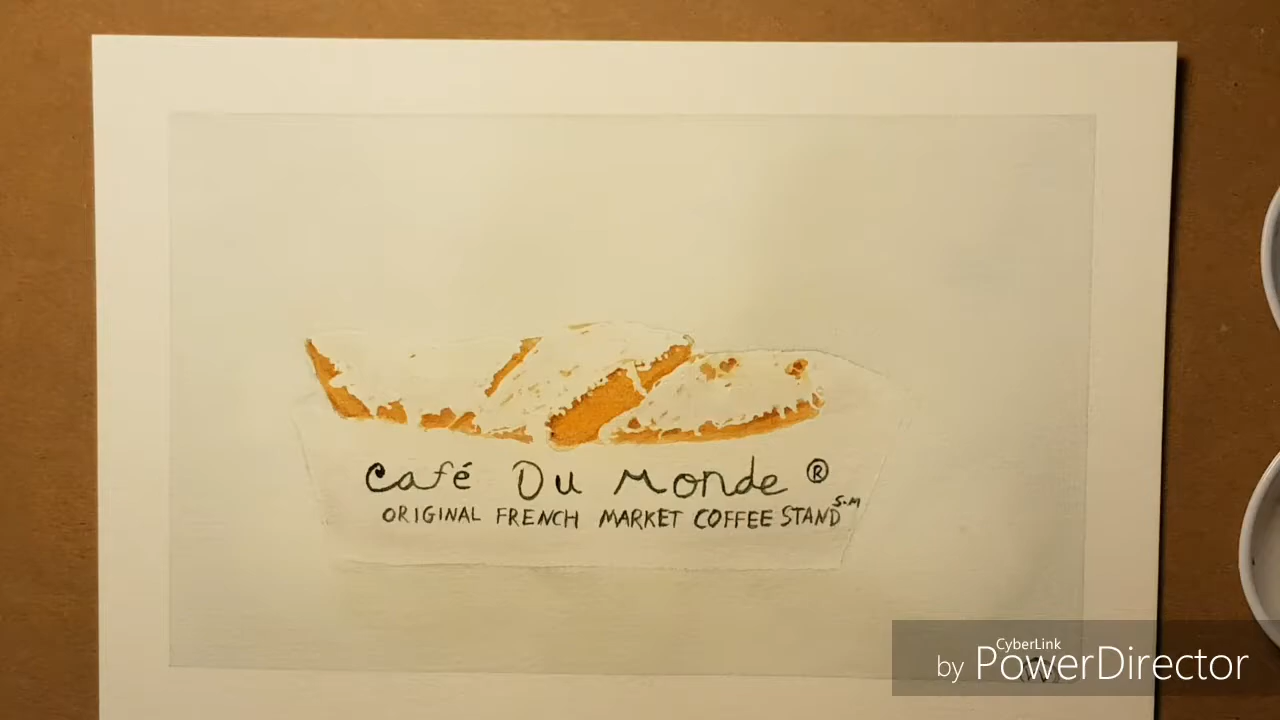 Café Du Monde ®
ORIGINAL FRENCH MARKET COFFEE STAND S.M
CyberLink
by PowerDirector